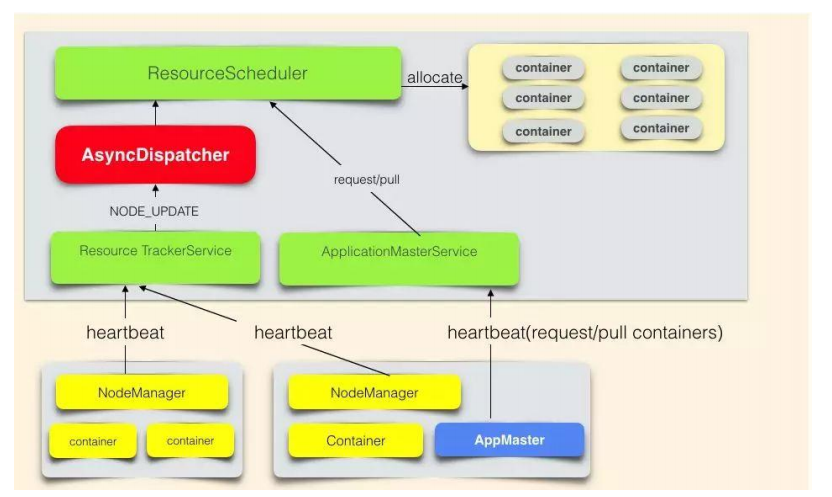 ResourceScheduler
allocate
container
container
container
container
container
container
AsyncDispatcher
request/pull
NODE_UPDATE
Resource TrackerService
ApplicationMasterService
heartbeat
heartbeat
heartbeat(request/pull containers)
NodeManager
NodeManager
container
container
Container
AppMaster